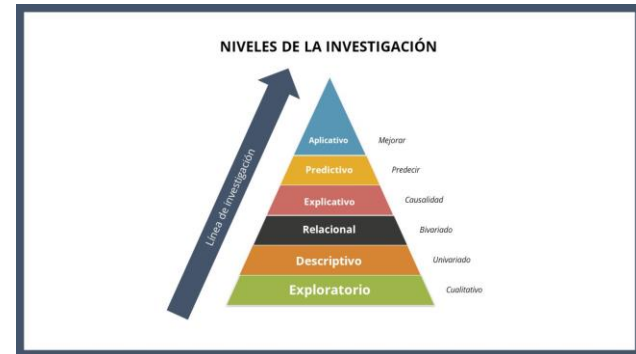 NIVELES DE LA INVESTIGACIÓN
Línea de investigación
Aplicativo Mejorar
Predictivo Predecir
Explicativo Causalidad
Relacional Bivariado
Descriptivo Univariado
Exploratorio Cualitativo